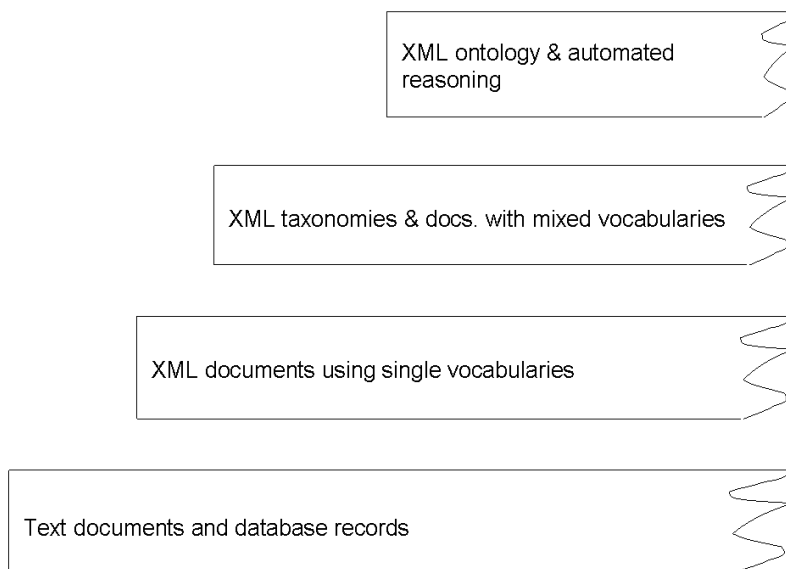 XML ontology & automated
reasoning
XML taxonomies & docs. with mixed vocabularies
XML documents using single vocabularies
Text documents and database records